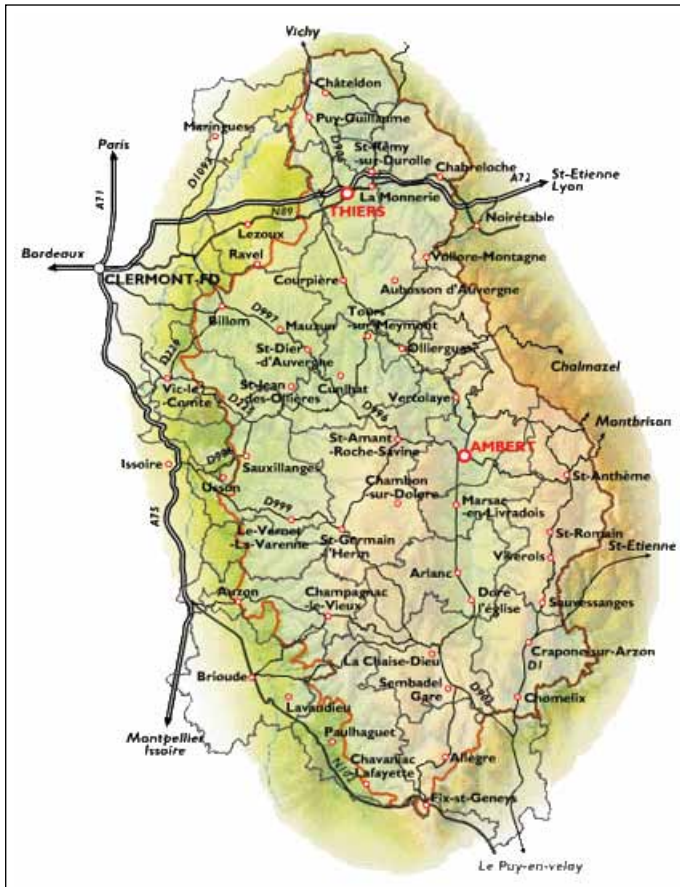 Vichy
Châteldon
Puy-Guillaume
Maringues
D906
Paris
D1093
St-Rémy
-sur-Durolle
Chabreloche
A72
St-Etienne
Lyon
A71
La Monnerie
THIERS
N89
Noirétable
Lezoux
Bordeaux
Ravel
Vollore-Montagne
CLERMONT-FD
Courpière
Aubusson d'Auvergne
Billom
D997
Mauzun
Tours
-sur-Meymont
D226
St-Dier
-d'Auvergne
Olliergues
Chalmazel
Vic-le
-Comte
St-Jean
-des-Ollières
Cunlhat
Vertolaye
D996
Montbrison
St-Amant
-Roche-Savine
AMBERT
Issoire
D996
Sauxillanges
St-Anthême
Usson
Chambon
-sur-Dolore
Marsac
-en-Livradois
A75
D999
Le-Vernet
-La-Varenne
St-Germain
l'Herm
St-Romain
Viverois
St-Etienne
Arlanc
Auzon
Champagnac
-le-Vieux
Dore
l'église
Sauvessanges
La Chaise-Dieu
Craponne-sur-Arzon
D1
Brioude
Sembadel
Gare
D906
Chomelix
Lavaudieu
Montpellier
Issoire
Paulhaguet
N102
Chavaniac
Lafayette
Allègre
Fix-st-Geneys
Le Puy-en-velay